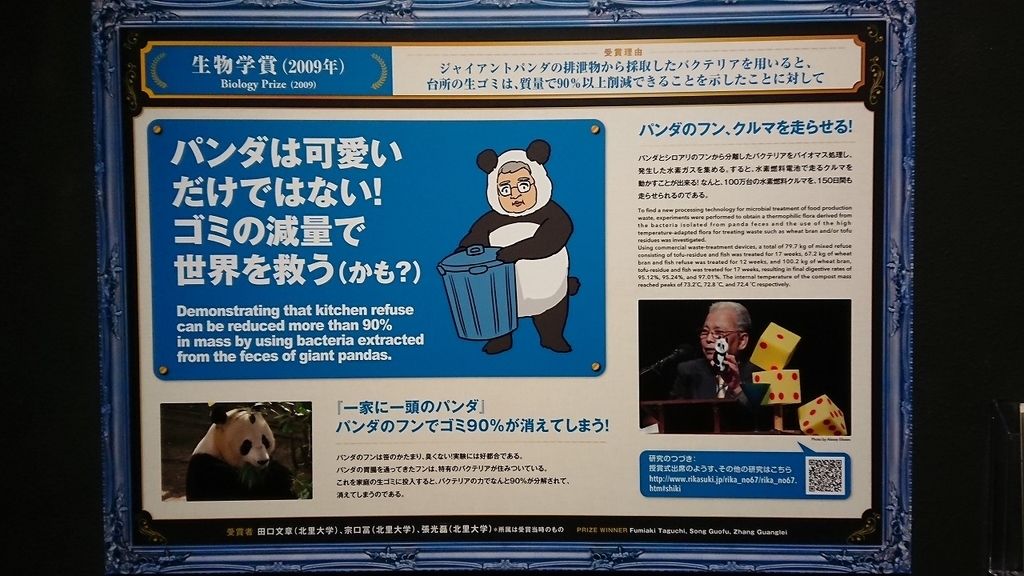 生物学賞(2009年)
Biology Prize (2009)
受賞理由
ジャイアントパンダの排泄物から採取したバクテリアを用いると、
台所の生ゴミは、質量で90%以上削減できることを示したことに対して
パンダは可愛い
だけではない!
ゴミの減量で
世界を救う(かも?)
Demonstrating that kitchen refuse
can be reduced more than 90%
in mass by using bacteria extracted
from the feces of giant pandas.
『一家に一頭のパンダ』
パンダのフンでゴミ90%が消えてしまう!
パンダのフンは笹のかたまり、臭くない!実験には好都合である。
パンダの胃腸を通ってきたフンは、特有のバクテリアが住みついている。
これを家庭の生ゴミに投入すると、バクテリアの力でなんと90%が分解されて、
消えてしまうのである。
パンダのフン、クルマを走らせる!
パンダとシロアリのフンから分離したバクテリアをバイオマス処理し、
発生した水素ガスを集める。すると、水素燃料電池で走るクルマを
動かすことが出来る!なんと、100万台の水素燃料クルマを、150日間も
走らせられるのである。
To find a new processing technology for microbial treatment of food production
waste, experiments were performed to obtain a thermophilic flora derived from
the bacteria isolated from panda feces and the use of the high
temperature-adapted flora for treating waste such as wheat bran and/or tofu
residues was investigated.
Using commercial waste-treatment devices, a total of 79.7 kg of mixed refuse
consisting of tofu-residue and fish was treated for 17 weeks, 67.2 kg of wheat
bran and fish refuse was treated for 12 weeks, and 100.2 kg of wheat bran,
tofu-residue and fish was treated for 17 weeks, resulting in final digestive rates of
95.12%, 95.24%, and 97.01%. The internal temperature of the compost mass
reached peaks of 73.2℃, 72.8℃, and 72.4℃ respectively.
Photo by Alexey Eliseev
研究のつづき:
授賞式出席のようす、その他の研究はこちら
http://www.rikasuki.jp/rika_no67/rika_no67.
htm#shiki
受賞者 田口文章(北里大学)、宗口富(北里大学)、張光磊(北里大学)※所属は受賞当時のもの PRIZE WINNER Fumiaki Taguchi, Song Guofu, Zhang Guanglei